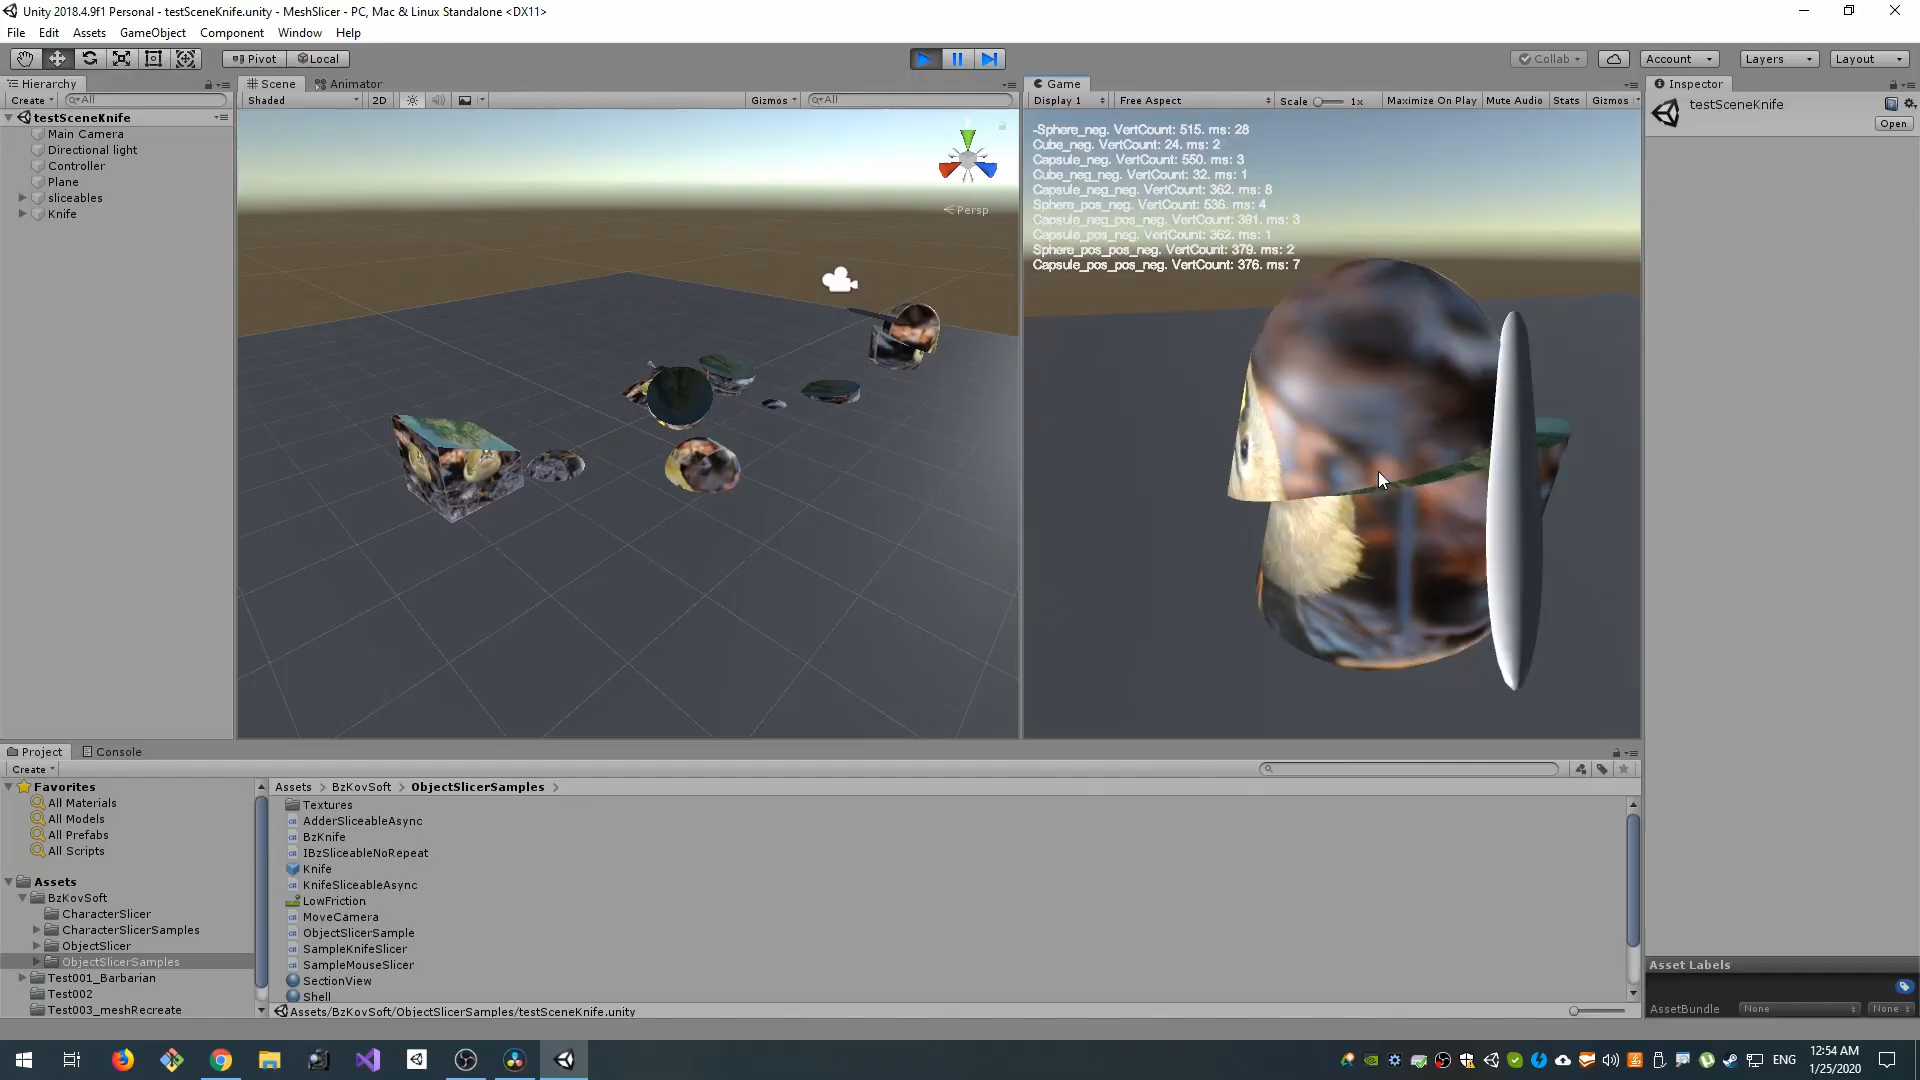 Unity 2018.4.9f1 Personal - testSceneKnife.unity - MeshSlicer - PC, Mac & Linux Standalone <DX11>
File Edit Assets GameObject Component Window Help
Pivot Local Collab Account Layers Layout
Hierarchy
Create All
testSceneKnife
Main Camera
Directional light
Controller
Plane
sliceables
Knife
Scene Animator
Shaded 2D Gizmos All
Persp
Game
Display 1 Free Aspect Scale 1x Maximize On Play Mute Audio Stats Gizmos
-Sphere_neg. VertCount: 515. ms: 28
Cube_neg. VertCount: 24. ms: 2
Capsule_neg. VertCount: 550. ms: 3
Cube_neg_neg. VertCount: 32. ms: 1
Capsule_neg_neg. VertCount: 362. ms: 8
Sphere_pos_neg. VertCount: 536. ms: 4
Capsule_neg_pos_neg. VertCount: 391. ms: 3
Capsule_pos_neg. VertCount: 362. ms: 1
Sphere_pos_pos_neg. VertCount: 379. ms: 2
Capsule_pos_pos_neg. VertCount: 376. ms: 7
Inspector
testSceneKnife
Open
Project Console
Create
Favorites
All Materials
All Models
All Prefabs
All Scripts
Assets
BzKovSoft
CharacterSlicer
CharacterSlicerSamples
ObjectSlicer
ObjectSlicerSamples
Test001_Barbarian
Test002
Test003_meshRecreate
Assets BzKovSoft ObjectSlicerSamples
Textures
AdderSliceableAsync
BzKnife
IBzSliceableNoRepeat
Knife
KnifeSliceableAsync
LowFriction
MoveCamera
ObjectSlicerSample
SampleKnifeSlicer
SampleMouseSlicer
SectionView
Shell
Assets/BzKovSoft/ObjectSlicerSamples/testSceneKnife.unity
Asset Labels
AssetBundle None None
ENG
12:54 AM
1/25/2020